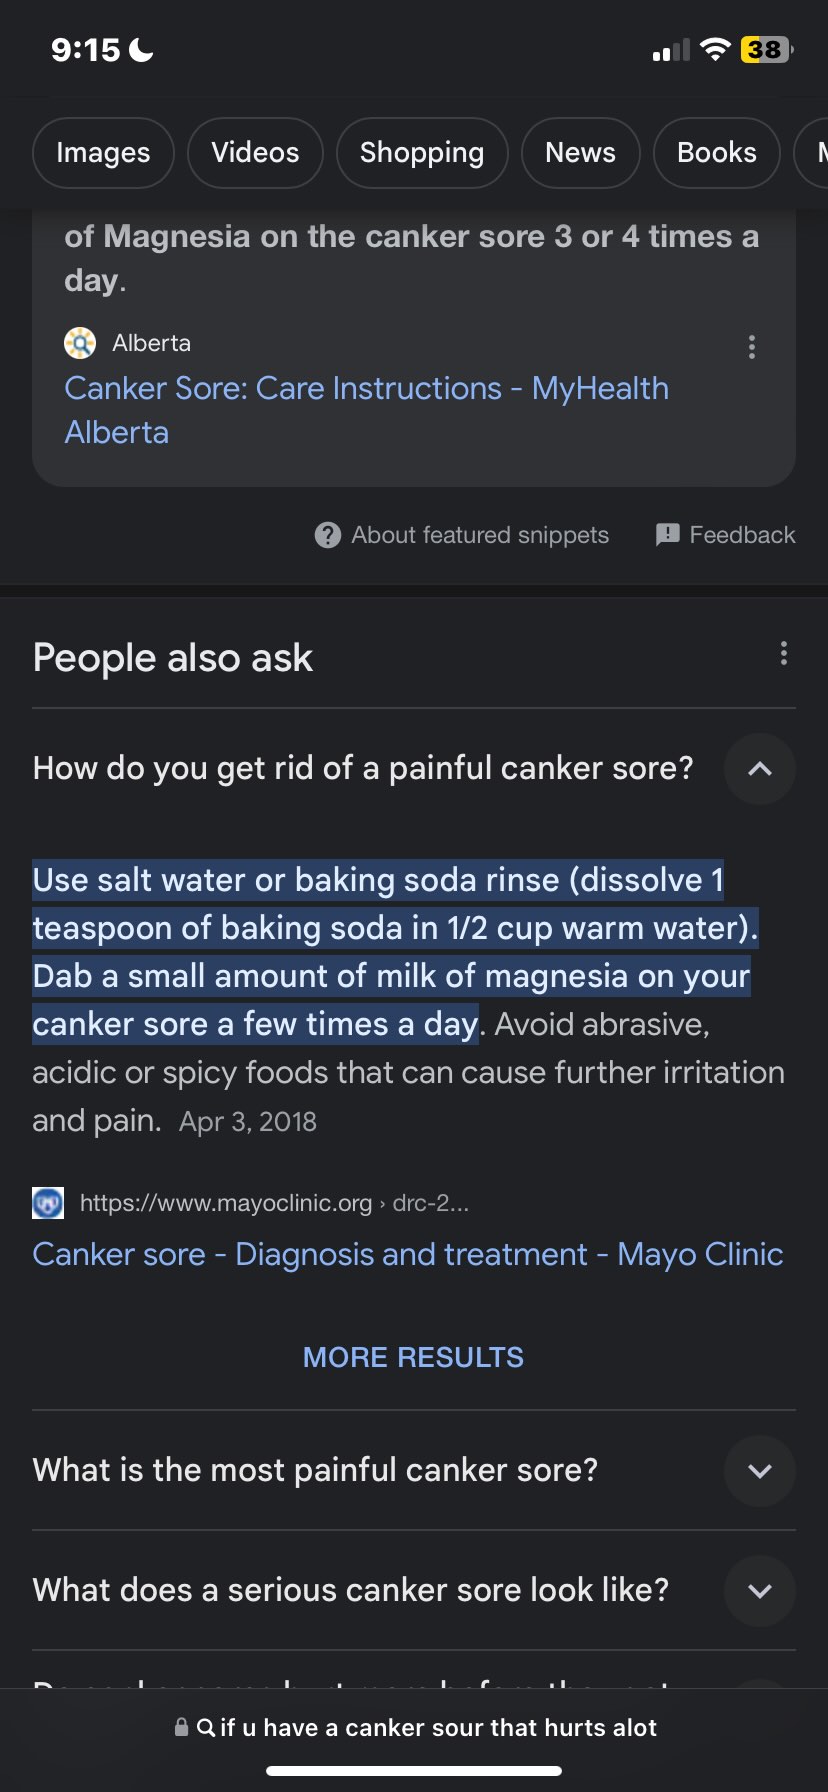 9:15
38
Images
Videos
Shopping
News
Books
of Magnesia on the canker sore 3 or 4 times a
day.
Alberta
Canker Sore: Care Instructions - MyHealth
Alberta
About featured snippets
Feedback
People also ask
How do you get rid of a painful canker sore?
Use salt water or baking soda rinse (dissolve 1
teaspoon of baking soda in 1/2 cup warm water).
Dab a small amount of milk of magnesia on your
canker sore a few times a day. Avoid abrasive,
acidic or spicy foods that can cause further irritation
and pain. Apr 3, 2018
https://www.mayoclinic.org › drc-2...
Canker sore - Diagnosis and treatment - Mayo Clinic
MORE RESULTS
What is the most painful canker sore?
What does a serious canker sore look like?
if u have a canker sour that hurts alot